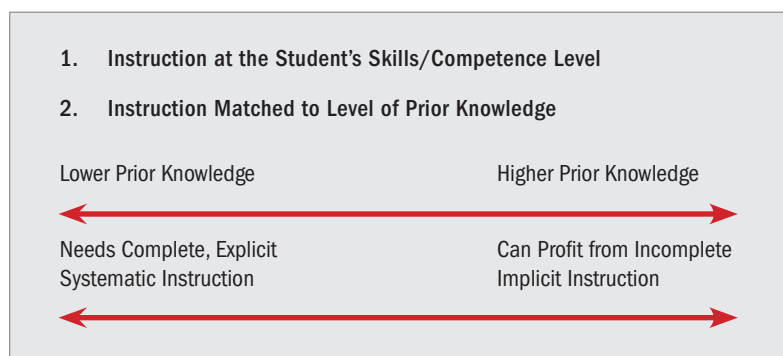 1. Instruction at the Student’s Skills/Competence Level
2. Instruction Matched to Level of Prior Knowledge
Lower Prior Knowledge
Higher Prior Knowledge
Needs Complete, Explicit
Systematic Instruction
Can Profit from Incomplete
Implicit Instruction